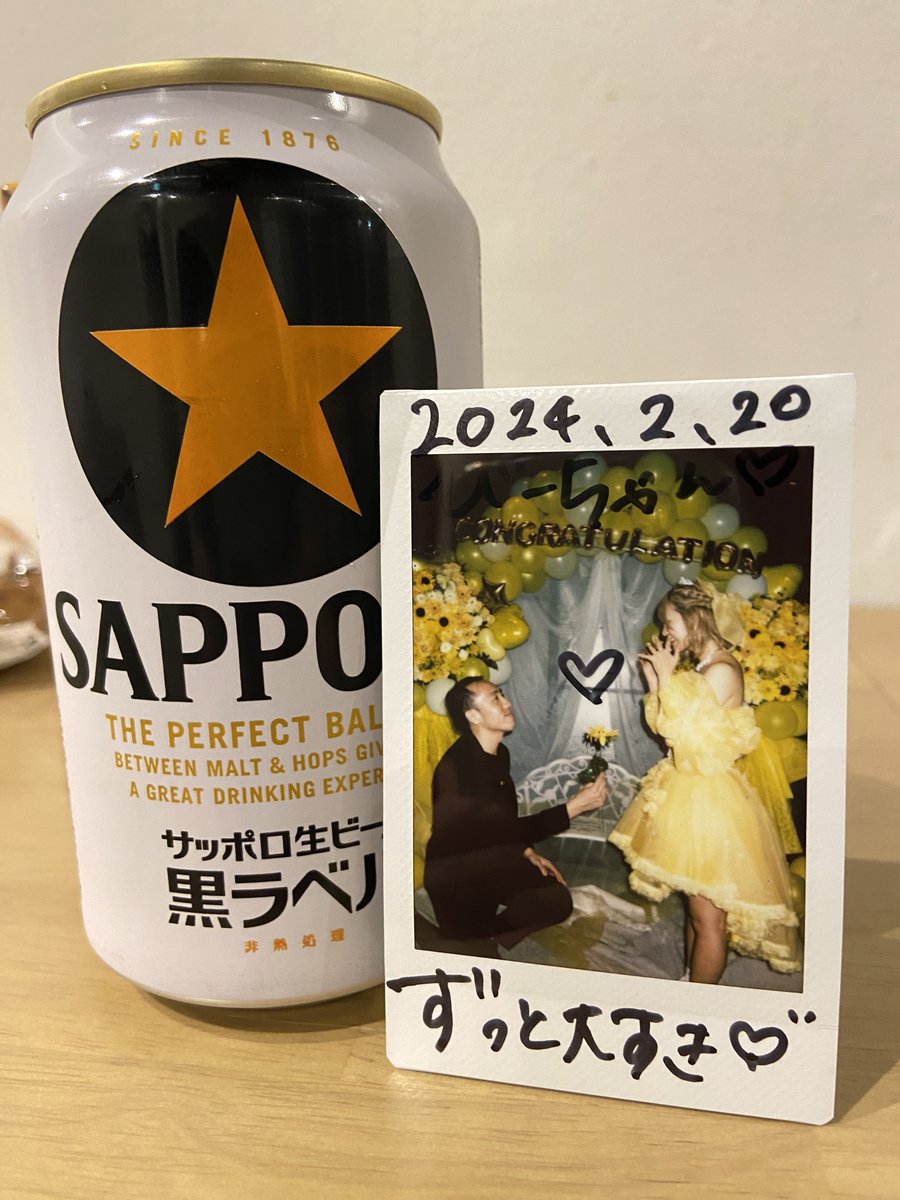 SINCE 1876
SAPPO
THE PERFECT BAL
BETWEEN MALT & HOPS GIV
A GREAT DRINKING EXPER
サッポロ生ビー
黒ラベル
非熱処理
2024、2、20
ちゃん♡
CONGRATULATION
♡
ずっと大すき♡